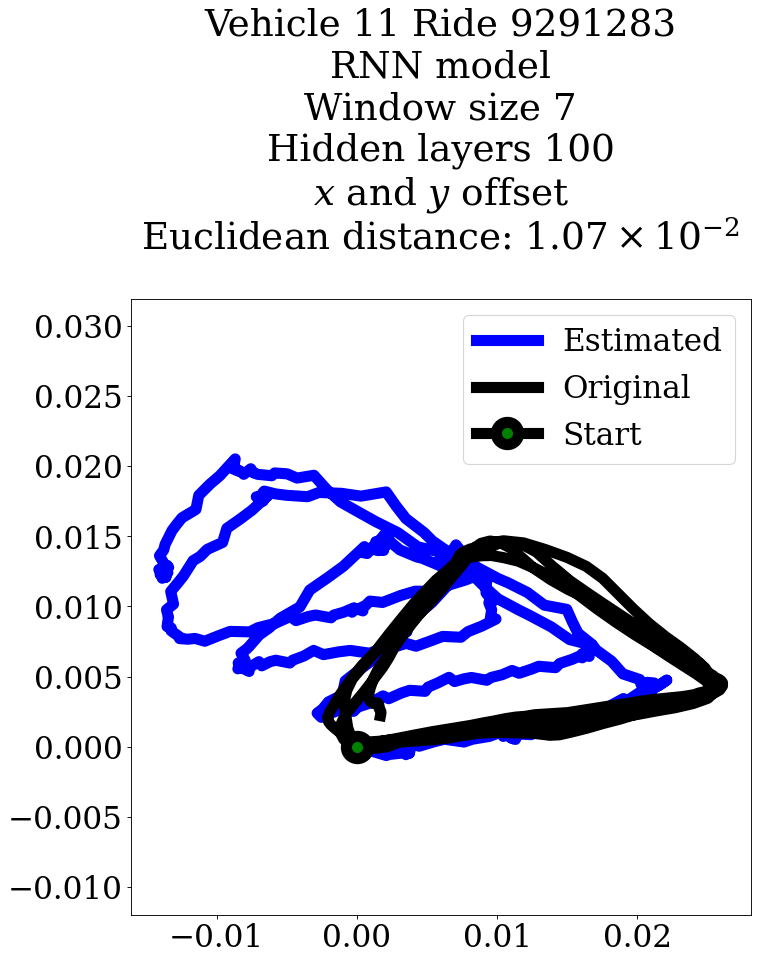 Vehicle 11 Ride 9291283
RNN model
Window size 7
Hidden layers 100
x and y offset
Euclidean distance: 1.07 × 10⁻²
Estimated
Original
Start
0.030
0.025
0.020
0.015
0.010
0.005
0.000
−0.005
−0.010
−0.01 0.00 0.01 0.02